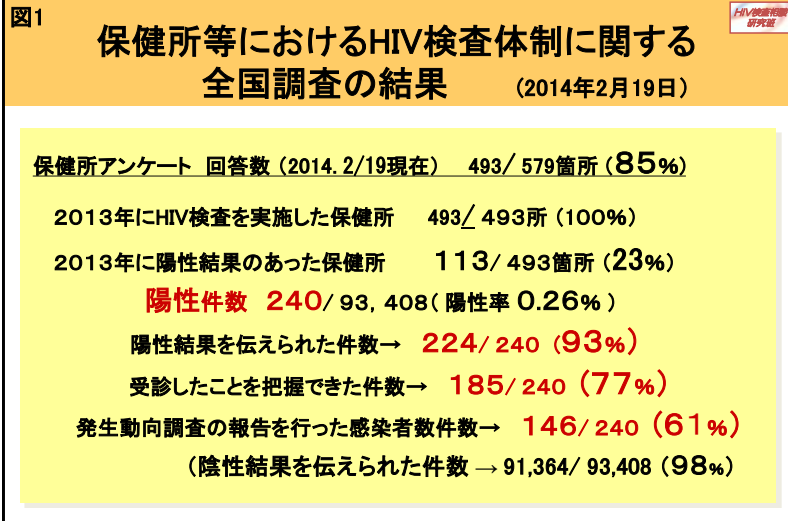 図1
HIV検査相談
研究班
保健所等におけるHIV検査体制に関する
全国調査の結果 （2014年2月19日）
保健所アンケート 回答数（2014. 2/19現在） 493/ 579箇所（85%）
２０１３年にHIV検査を実施した保健所 493/ ４９３所（100%）
２０１３年に陽性結果のあった保健所 １１３/ ４９３箇所（23%）
陽性件数 ２４０/ ９３，４０８（ 陽性率 0.26% ）
陽性結果を伝えられた件数→ ２２４/ ２４０ （９３%）
受診したことを把握できた件数→ １８５/ ２４０ （７７%）
発生動向調査の報告を行った感染者数件数→ １４６/ ２４０ （６１%）
（陰性結果を伝えられた件数 → 91,364/ 93,408 （９８%）